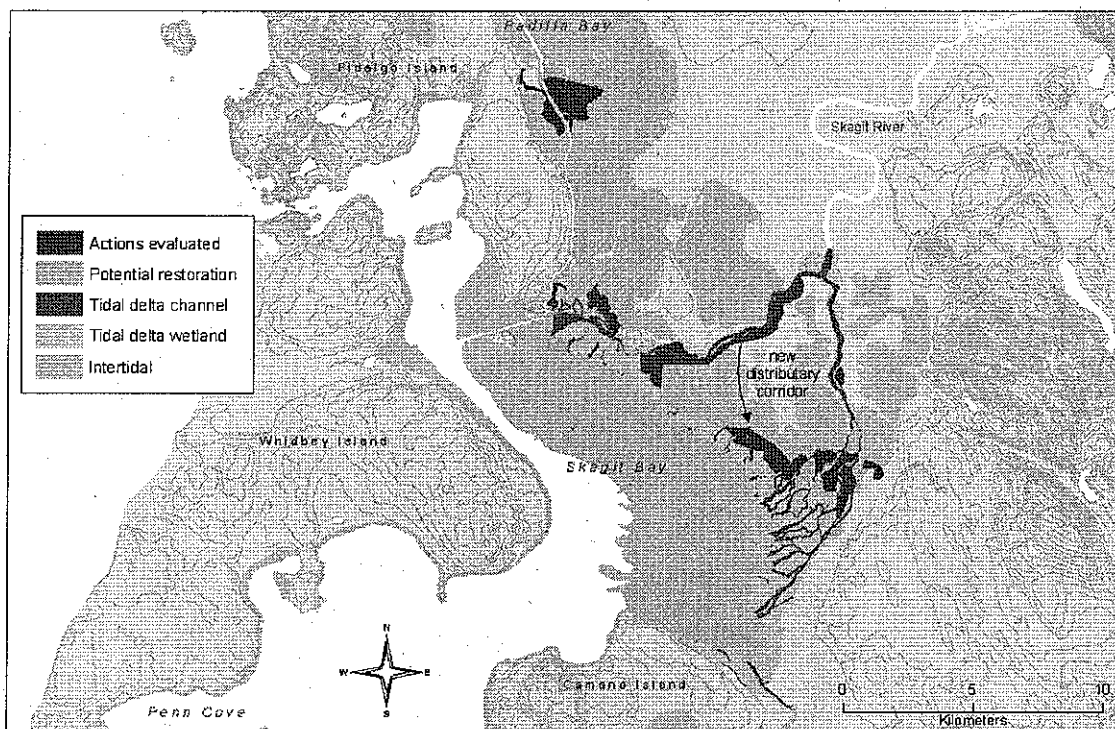 Padilla Bay
Fidalgo Island
Skagit River
Actions evaluated
Potential restoration
Tidal delta channel
Tidal delta wetland
Intertidal
new
distributary
corridor
Whidbey Island
Skagit Bay
N
W E
S
Camano Island
Penn Cove
0 5 10
Kilometers